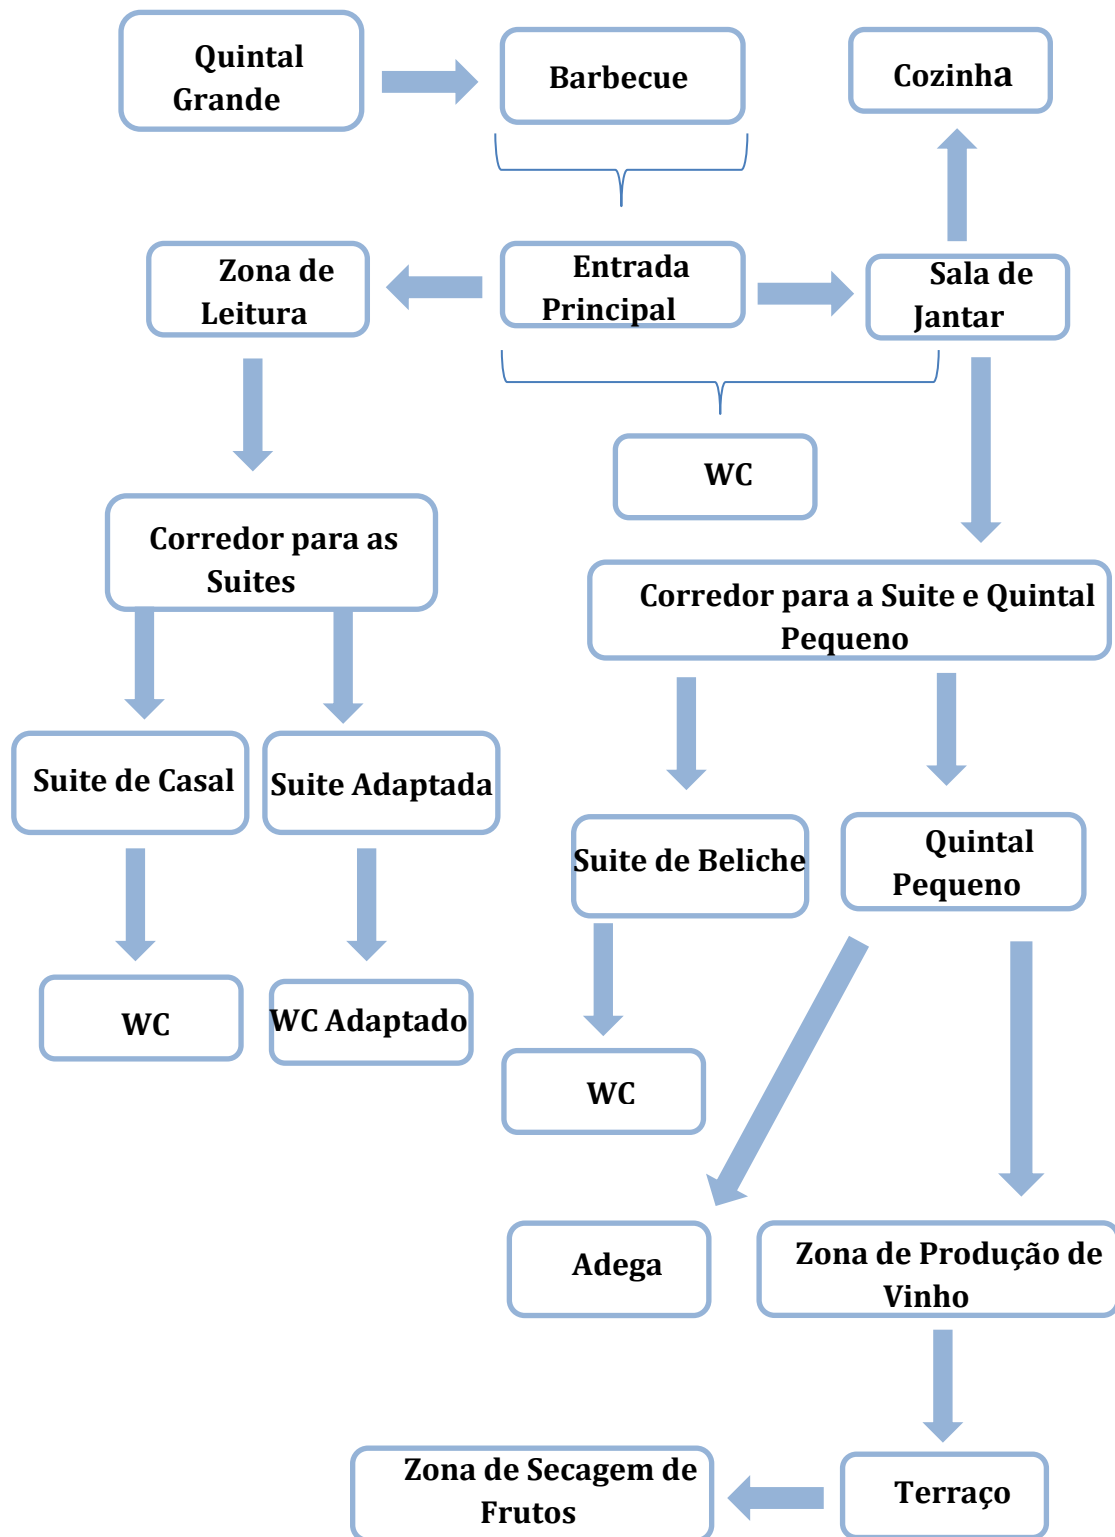 Quintal
Grande
Barbecue
Cozinha
Zona de
Leitura
Entrada
Principal
Sala de
Jantar
WC
Corredor para as
Suites
Corredor para a Suite e Quintal
Pequeno
Suite de Casal
Suite Adaptada
Suite de Beliche
Quintal
Pequeno
WC
WC Adaptado
WC
Adega
Zona de Produção de
Vinho
Zona de Secagem de
Frutos
Terraço